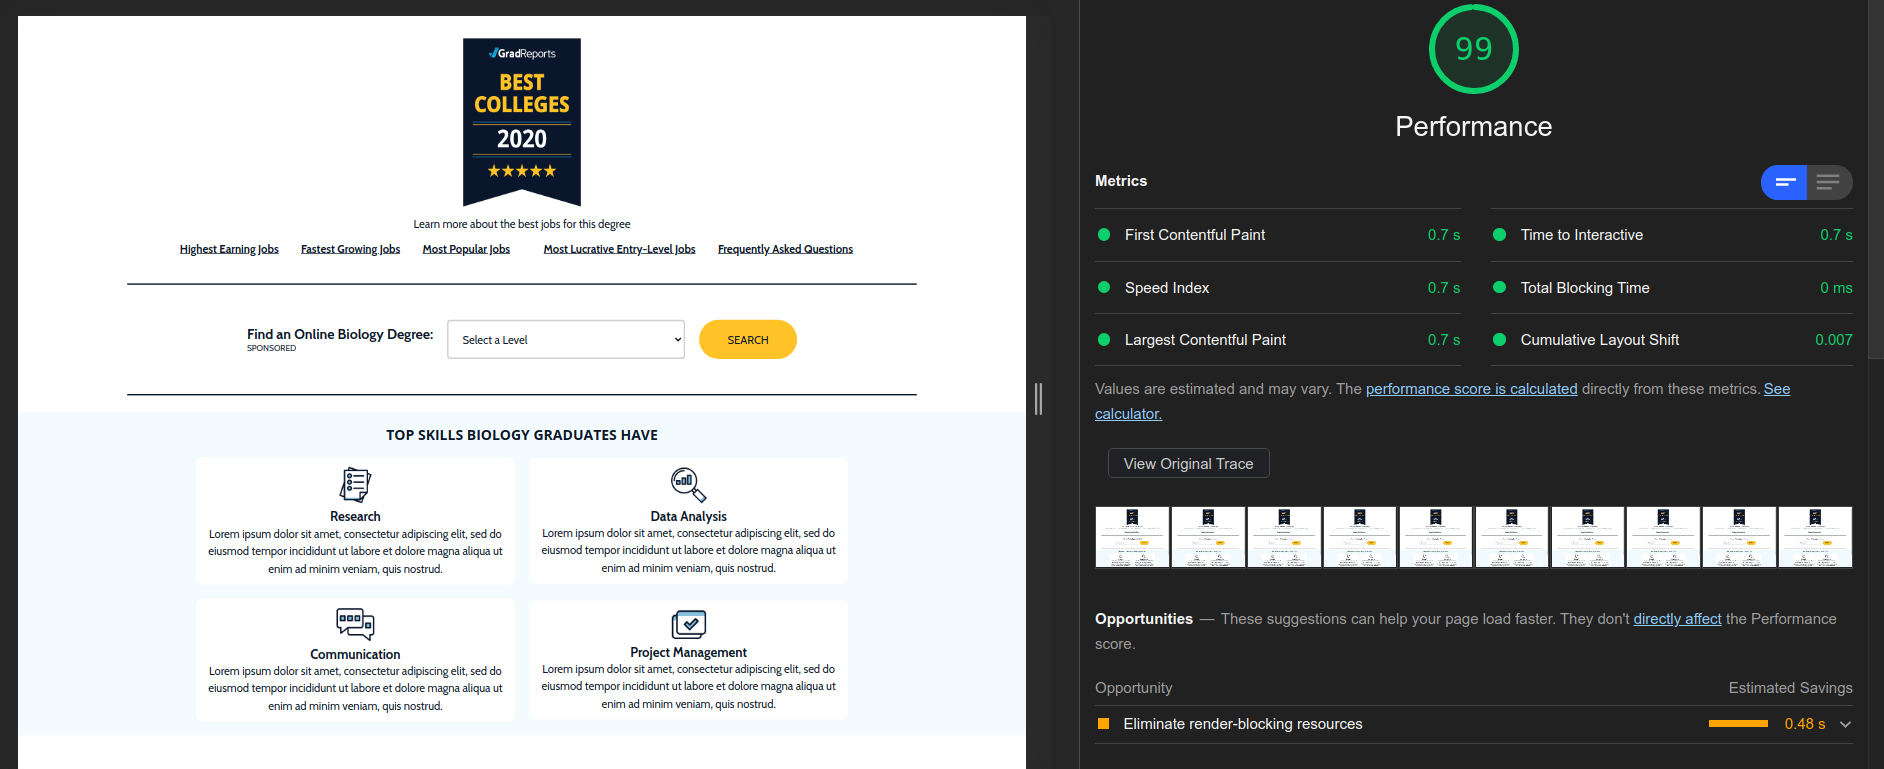 GradReports
BEST
COLLEGES
2020
Learn more about the best jobs for this degree
Highest Earning Jobs Fastest Growing Jobs Most Popular Jobs Most Lucrative Entry-Level Jobs Frequently Asked Questions
Find an Online Biology Degree:
SPONSORED
Select a Level
SEARCH
TOP SKILLS BIOLOGY GRADUATES HAVE
Research
Lorem ipsum dolor sit amet, consectetur adipiscing elit, sed do
eiusmod tempor incididunt ut labore et dolore magna aliqua ut
enim ad minim veniam, quis nostrud.
Data Analysis
Lorem ipsum dolor sit amet, consectetur adipiscing elit, sed do
eiusmod tempor incididunt ut labore et dolore magna aliqua ut
enim ad minim veniam, quis nostrud.
Communication
Lorem ipsum dolor sit amet, consectetur adipiscing elit, sed do
eiusmod tempor incididunt ut labore et dolore magna aliqua ut
enim ad minim veniam, quis nostrud.
Project Management
Lorem ipsum dolor sit amet, consectetur adipiscing elit, sed do
eiusmod tempor incididunt ut labore et dolore magna aliqua ut
enim ad minim veniam, quis nostrud.
99
Performance
Metrics
First Contentful Paint 0.7 s
Time to Interactive 0.7 s
Speed Index 0.7 s
Total Blocking Time 0 ms
Largest Contentful Paint 0.7 s
Cumulative Layout Shift 0.007
Values are estimated and may vary. The performance score is calculated directly from these metrics. See
calculator.
View Original Trace
Opportunities — These suggestions can help your page load faster. They don't directly affect the Performance
score.
Opportunity Estimated Savings
Eliminate render-blocking resources 0.48 s